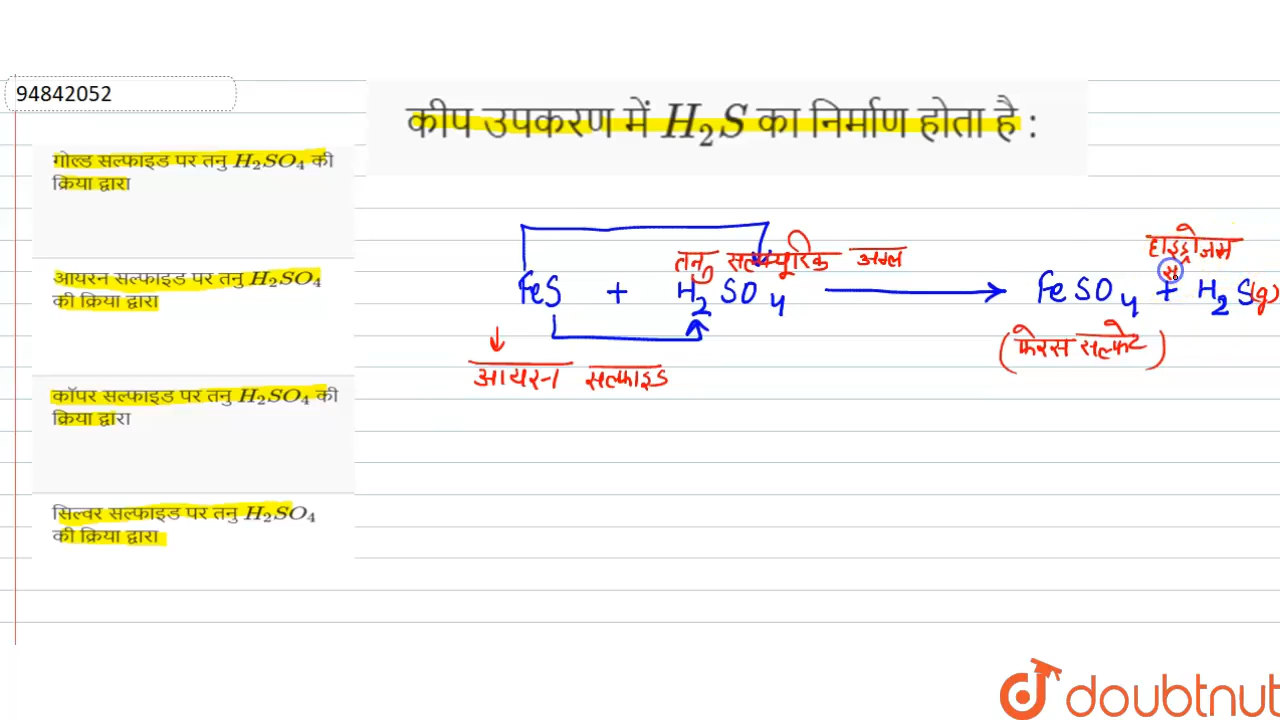 94842052
कीप उपकरण में H₂S का निर्माण होता है :
गोल्ड सल्फाइड पर तनु H₂SO₄ की
क्रिया द्वारा
आयरन सल्फाइड पर तनु H₂SO₄
की क्रिया द्वारा
कॉपर सल्फाइड पर तनु H₂SO₄ की
क्रिया द्वारा
सिल्वर सल्फाइड पर तनु H₂SO₄
की क्रिया द्वारा
हाइड्रोजन
स
तनु सल्फ्यूरिक अम्ल
FeS + H₂SO₄ → FeSO₄ + H₂S(g)
(फेरस सल्फेट)
आयरन सल्फाइड
doubtnut